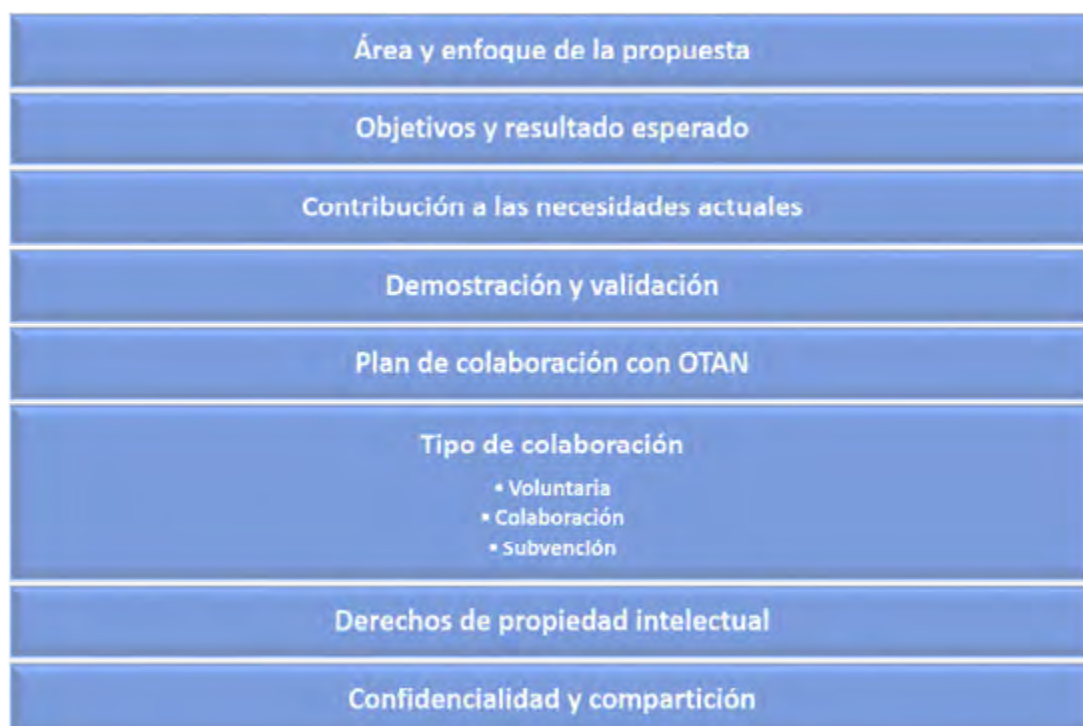 Área y enfoque de la propuesta
Objetivos y resultado esperado
Contribución a las necesidades actuales
Demostración y validación
Plan de colaboración con OTAN
Tipo de colaboración
▪ Voluntaria
▪ Colaboración
▪ Subvención
Derechos de propiedad intelectual
Confidencialidad y compartición